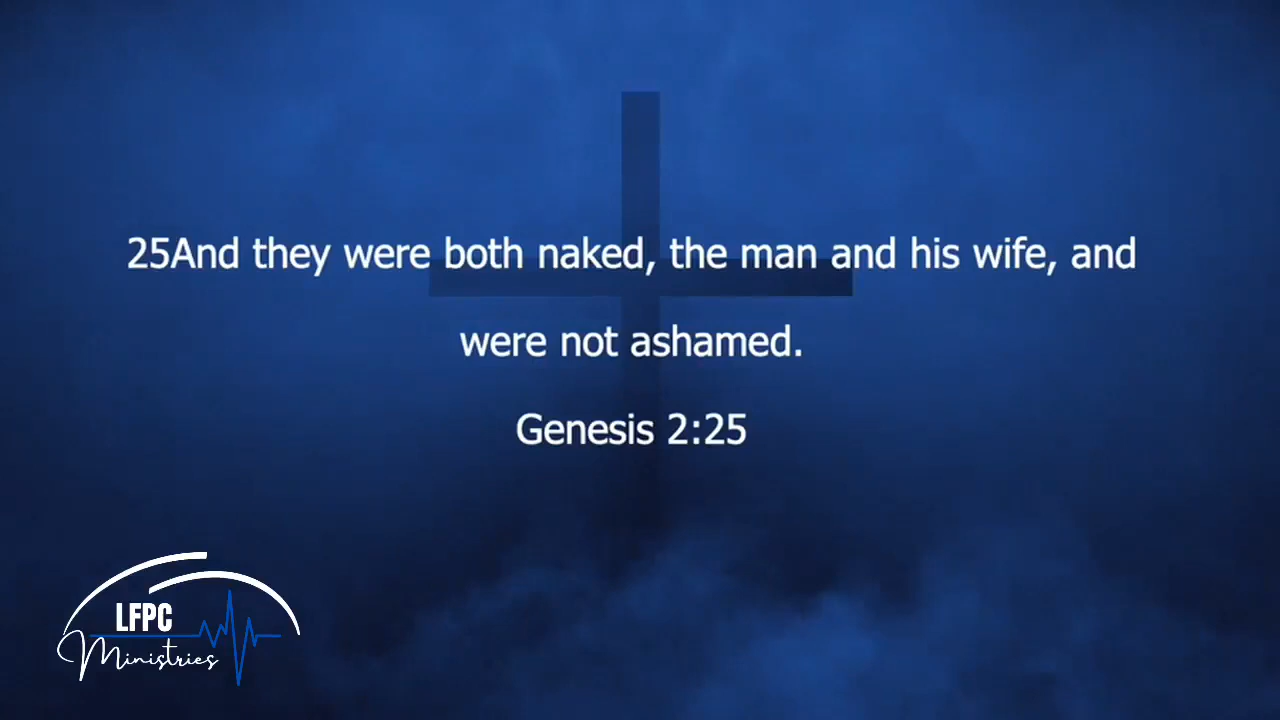 25And they were both naked, the man and his wife, and
were not ashamed.
Genesis 2:25
LFPC
Ministries